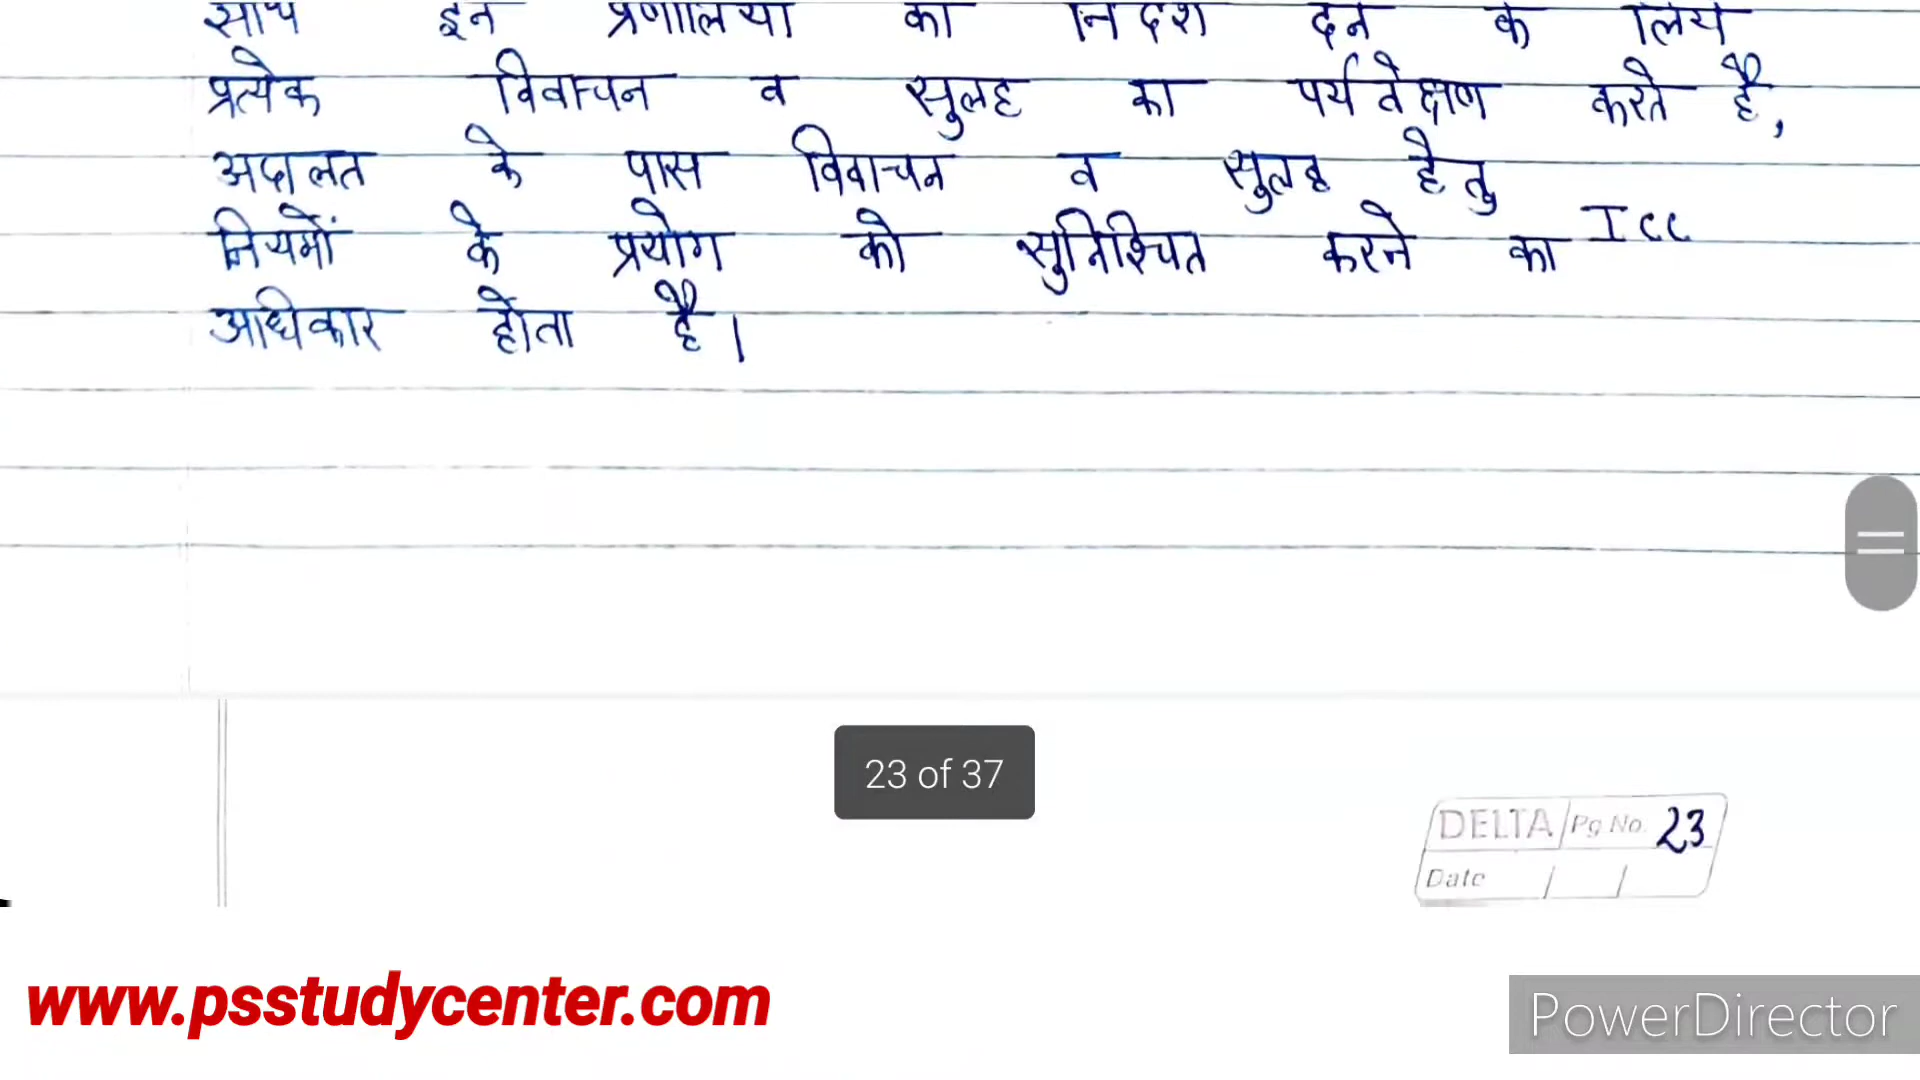 साथ इन प्रणालियों को निर्देश देने के लिये
प्रत्येक विवाचन व सुलह का पर्यवेक्षण करते है,
अदालत के पास विवाचन व सुलह हेतु
नियमों के प्रयोग को सुनिश्चित करने का ICC
अधिकार होता है।
23 of 37
DELTA Pg No. 23
Date
www.psstudycenter.com
PowerDirector